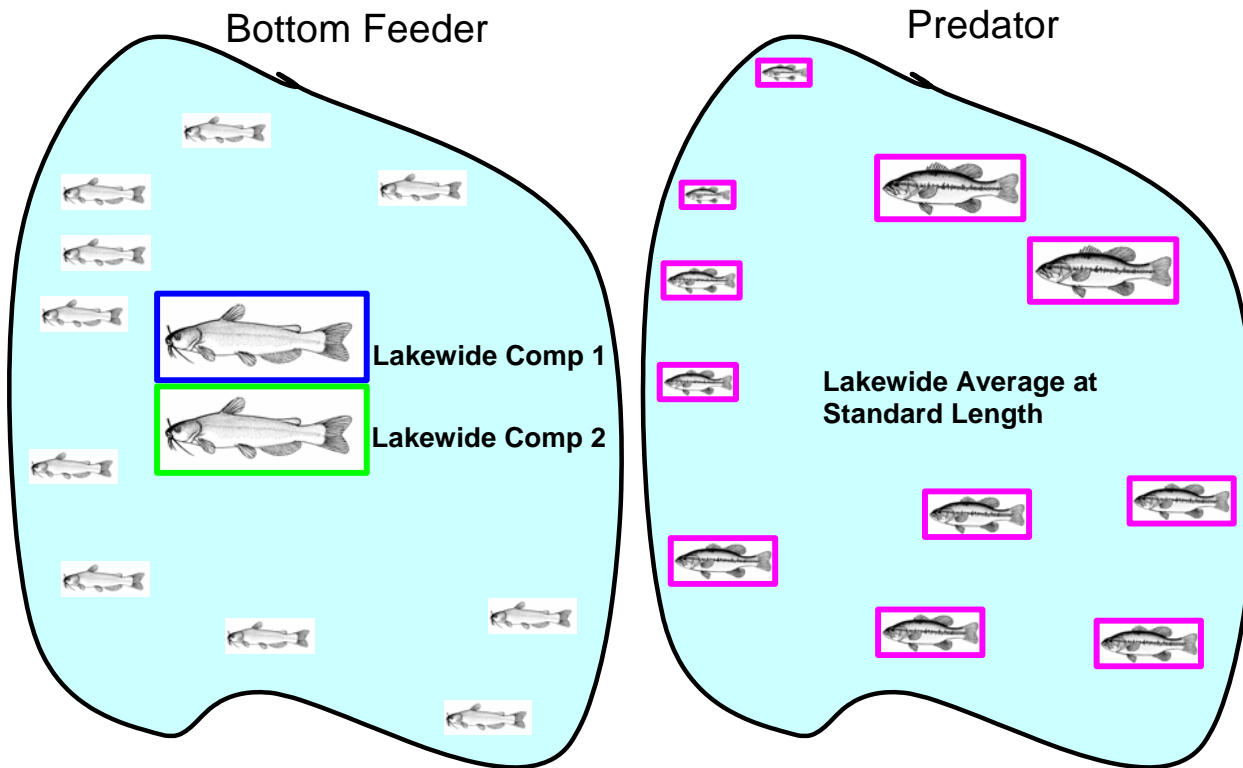 Bottom Feeder
Predator
Lakewide Comp 1
Lakewide Comp 2
Lakewide Average at
Standard Length